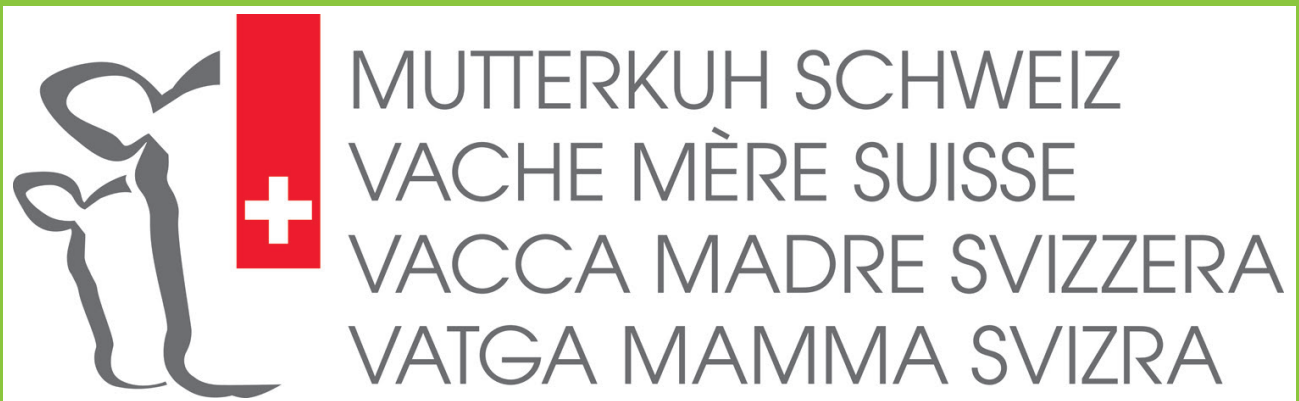 MUTTERKUH SCHWEIZ
VACHE MÈRE SUISSE
VACCA MADRE SVIZZERA
VATGA MAMMA SVIZRA